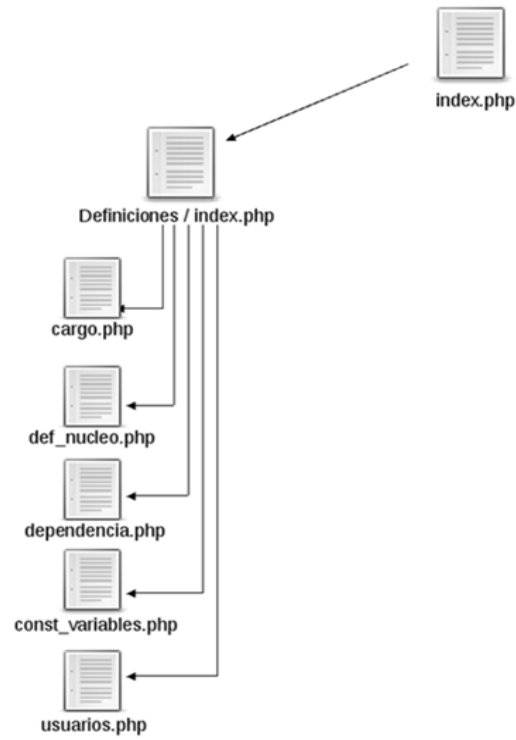 index.php
Definiciones / index.php
cargo.php
def_nucleo.php
dependencia.php
const_variables.php
usuarios.php